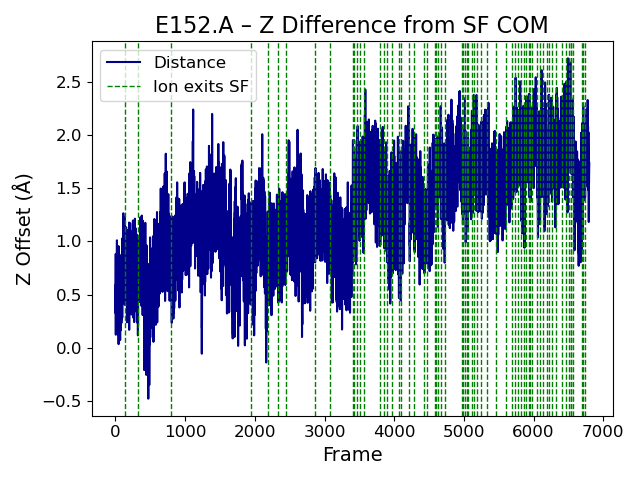 E152.A – Z Difference from SF COM
Distance
Ion exits SF
Z Offset (Å)
2.5
2.0
1.5
1.0
0.5
0.0
−0.5
0 1000 2000 3000 4000 5000 6000 7000
Frame